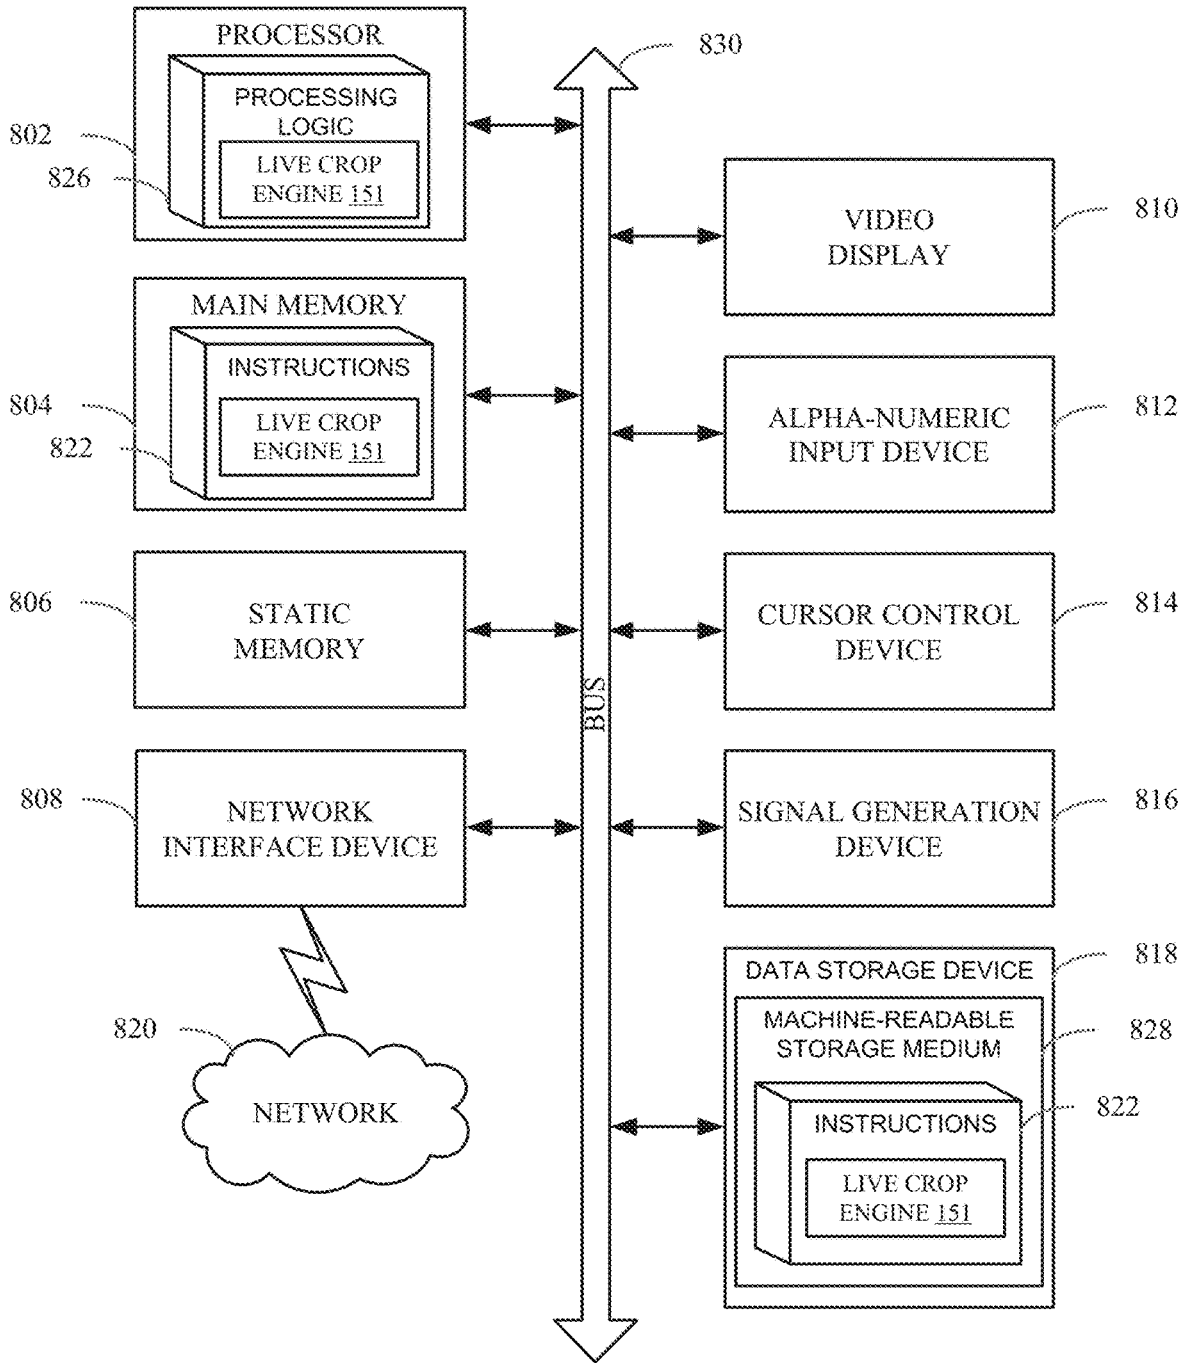 PROCESSOR
PROCESSING
LOGIC
LIVE CROP
ENGINE 151
802
826
MAIN MEMORY
INSTRUCTIONS
LIVE CROP
ENGINE 151
804
822
806
STATIC
MEMORY
808
NETWORK
INTERFACE DEVICE
820
NETWORK
830
BUS
VIDEO
DISPLAY
810
ALPHA-NUMERIC
INPUT DEVICE
812
CURSOR CONTROL
DEVICE
814
SIGNAL GENERATION
DEVICE
816
DATA STORAGE DEVICE
818
MACHINE-READABLE
STORAGE MEDIUM
828
INSTRUCTIONS
822
LIVE CROP
ENGINE 151